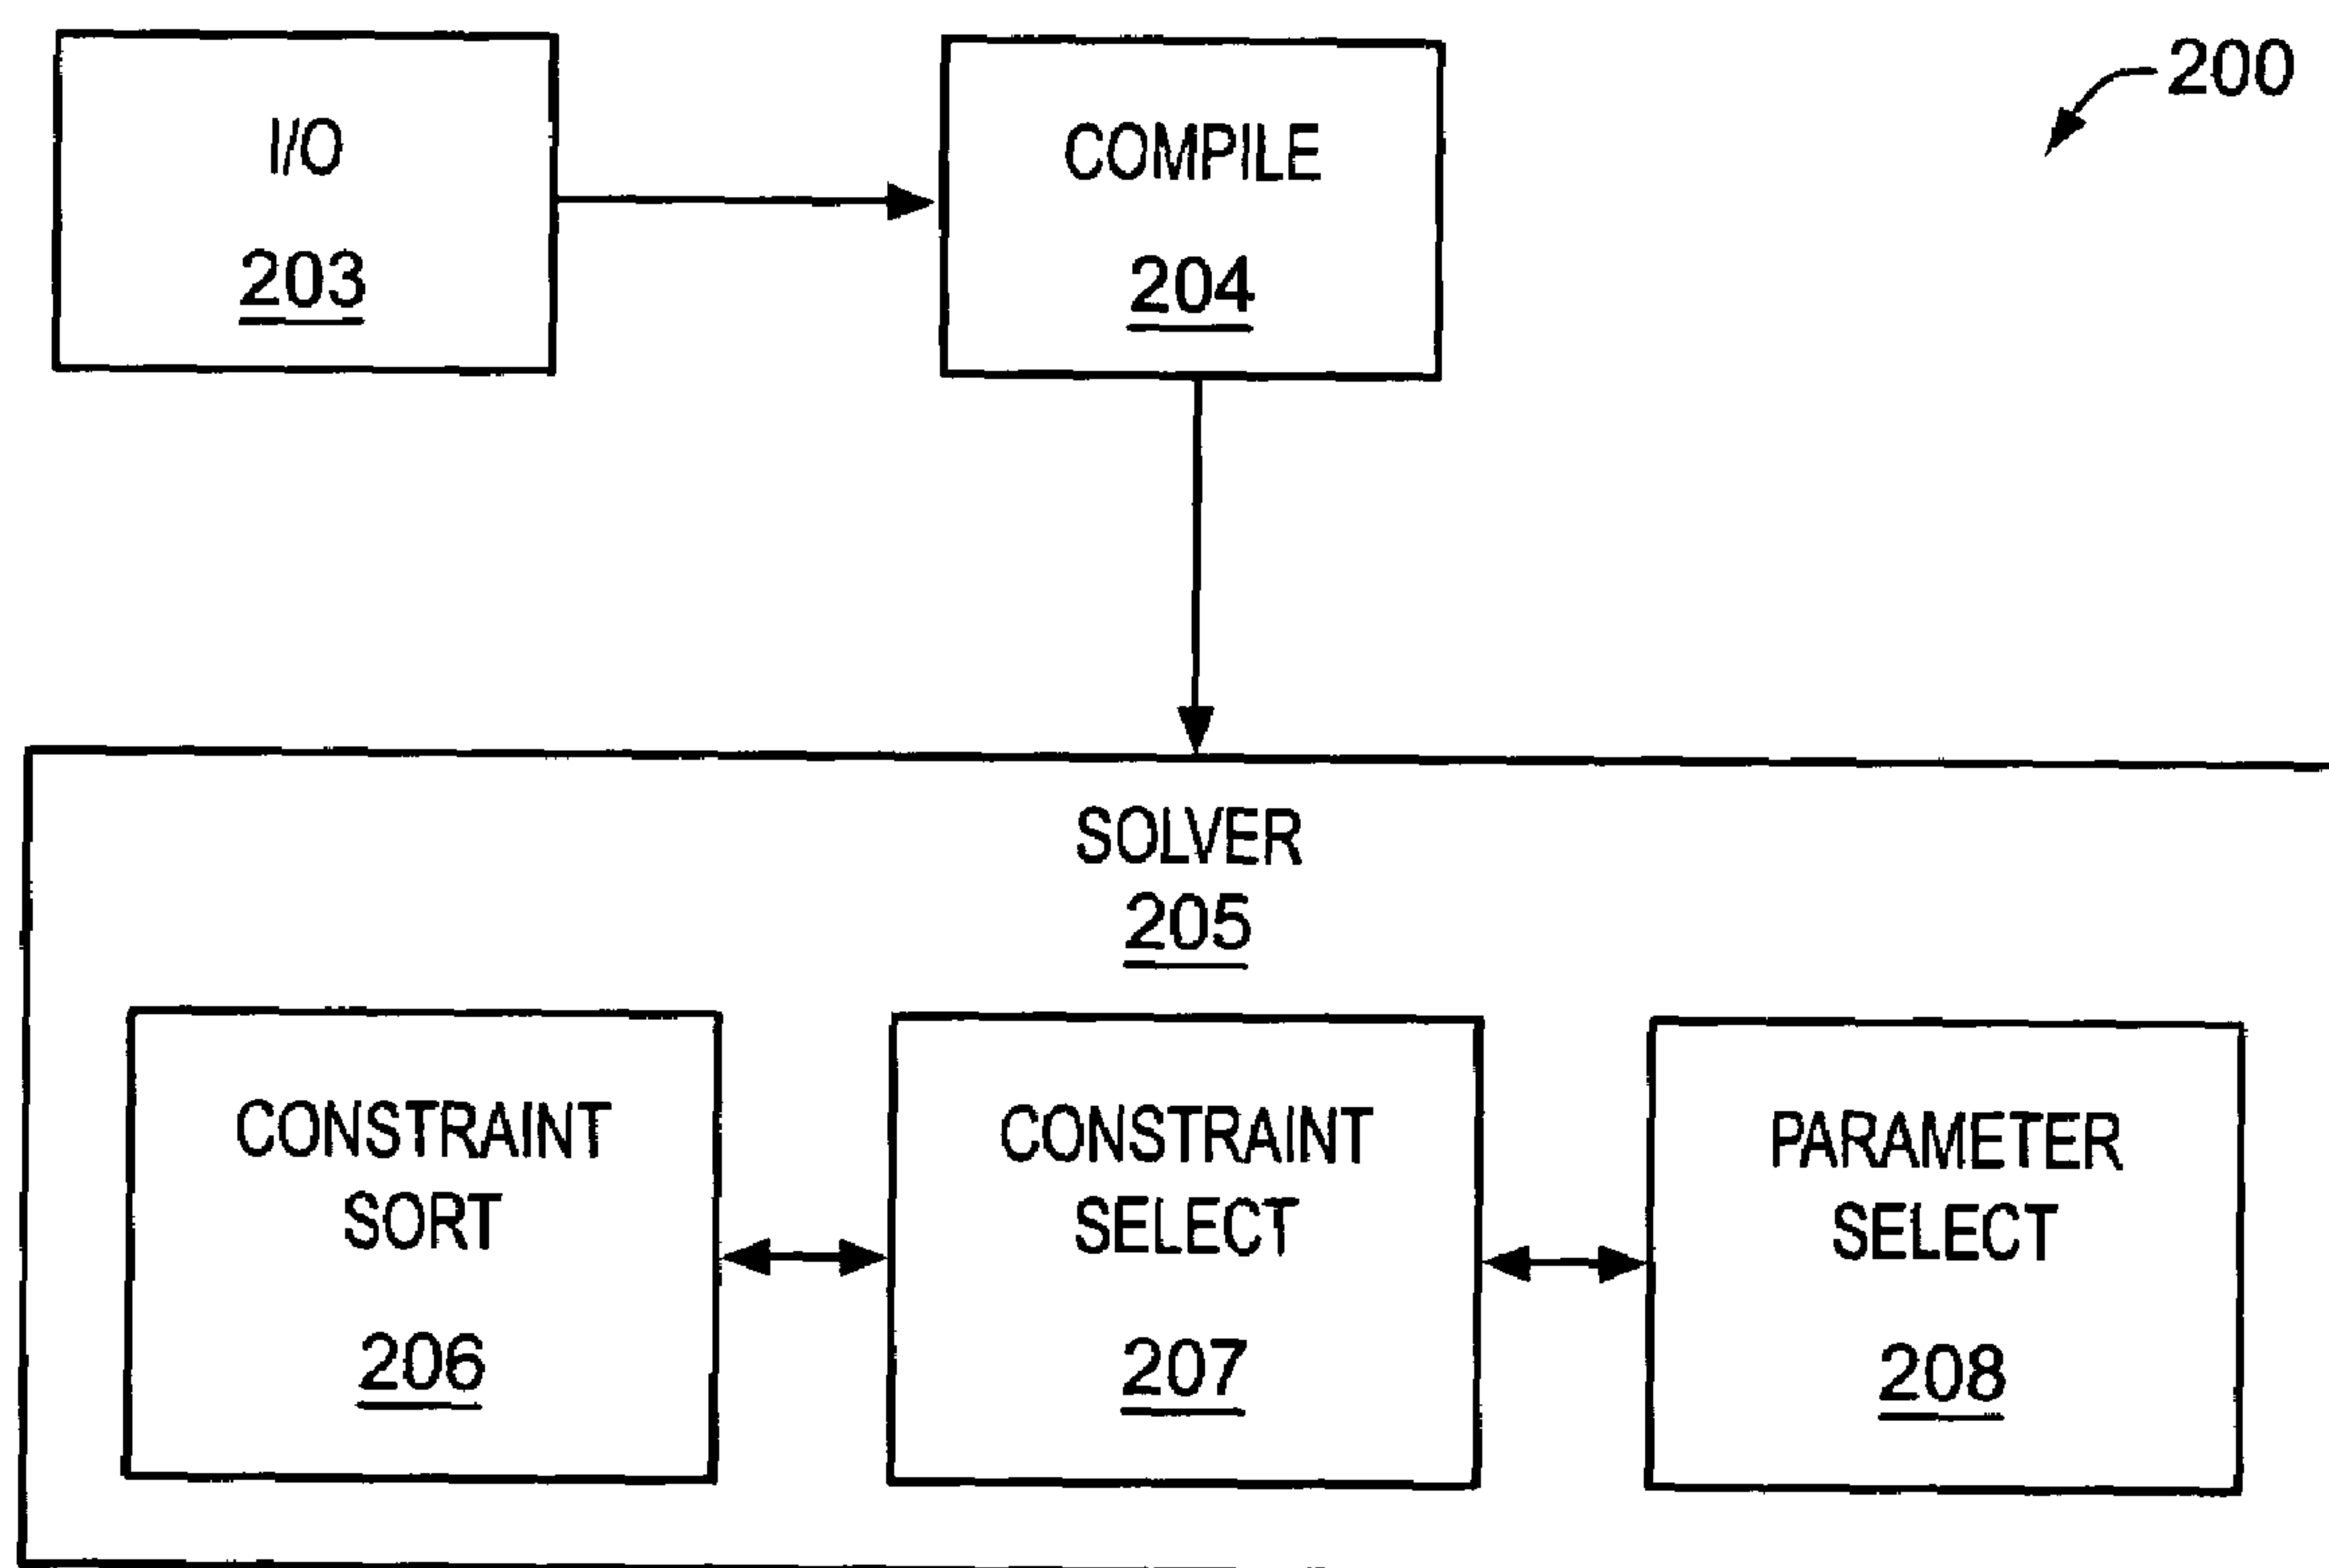 I/O
203
COMPILE
204
200
SOLVER
205
CONSTRAINT
SORT
206
CONSTRAINT
SELECT
207
PARAMETER
SELECT
208